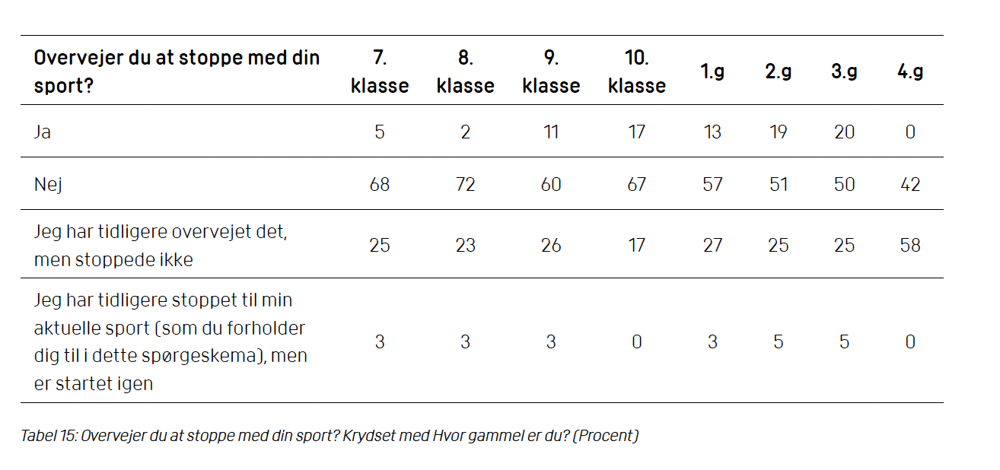 Overvejer du at stoppe med din sport? 7. klasse 8. klasse 9. klasse 10. klasse 1.g 2.g 3.g 4.g
Ja 5 2 11 17 13 19 20 0
Nej 68 72 60 67 57 51 50 42
Jeg har tidligere overvejet det,
men stoppede ikke 25 23 26 17 27 25 25 58
Jeg har tidligere stoppet til min
aktuelle sport (som du forholder
dig til i dette spørgeskema), men
er startet igen 3 3 3 0 3 5 5 0
Tabel 15: Overvejer du at stoppe med din sport? Krydset med Hvor gammel er du? (Procent)